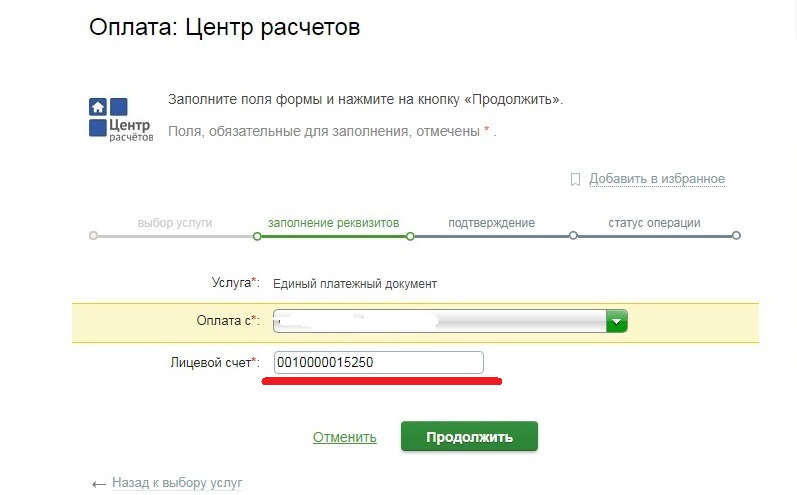 Оплата: Центр расчетов
Заполните поля формы и нажмите на кнопку «Продолжить».
Центр
расчётов
Поля, обязательные для заполнения, отмечены * .
Добавить в избранное
выбор услуги заполнение реквизитов подтверждение статус операции
Услуга*: Единый платежный документ
Оплата с*:
Лицевой счет*: 0010000015250
Отменить Продолжить
← Назад к выбору услуг